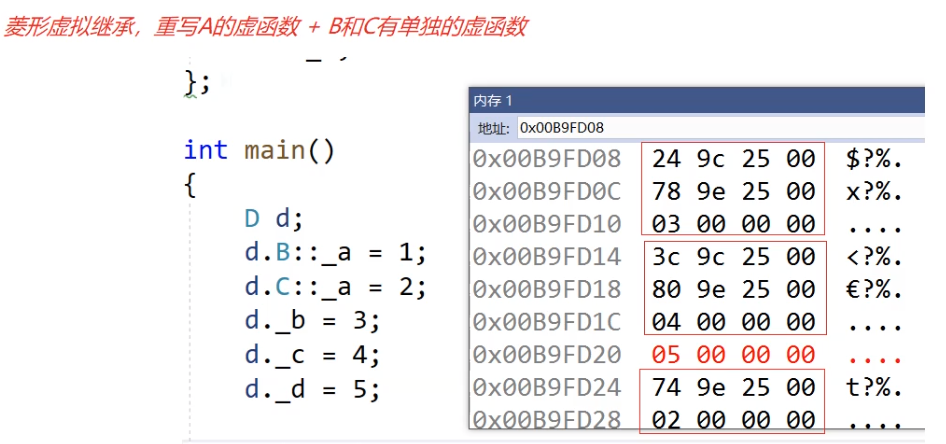 菱形虚拟继承，重写A的虚函数 + B和C有单独的虚函数
};
int main()
{
D d;
d.B::_a = 1;
d.C::_a = 2;
d._b = 3;
d._c = 4;
d._d = 5;
内存 1
地址: 0x00B9FD08
0x00B9FD08 24 9c 25 00 $?%.
0x00B9FD0C 78 9e 25 00 x?%.
0x00B9FD10 03 00 00 00 ....
0x00B9FD14 3c 9c 25 00 <?%.
0x00B9FD18 80 9e 25 00 €?%.
0x00B9FD1C 04 00 00 00 ....
0x00B9FD20 05 00 00 00 ....
0x00B9FD24 74 9e 25 00 t?%.
0x00B9FD28 02 00 00 00 ....